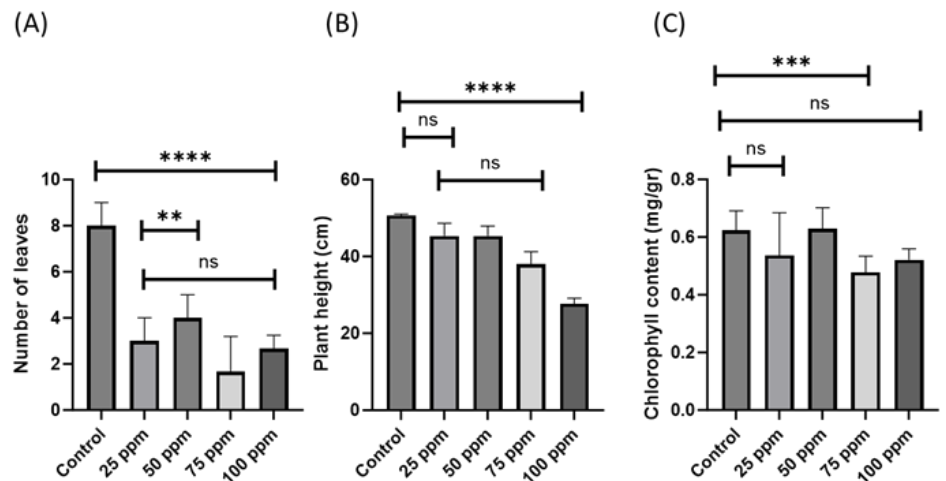 (A)
****
**
ns
Number of leaves
10
8
6
4
2
0
Control
25 ppm
50 ppm
75 ppm
100 ppm
(B)
****
ns
ns
Plant height (cm)
60
40
20
0
Control
25 ppm
50 ppm
75 ppm
100 ppm
(C)
***
ns
ns
Chlorophyll content (mg/gr)
0.8
0.6
0.4
0.2
0.0
Control
25 ppm
50 ppm
75 ppm
100 ppm